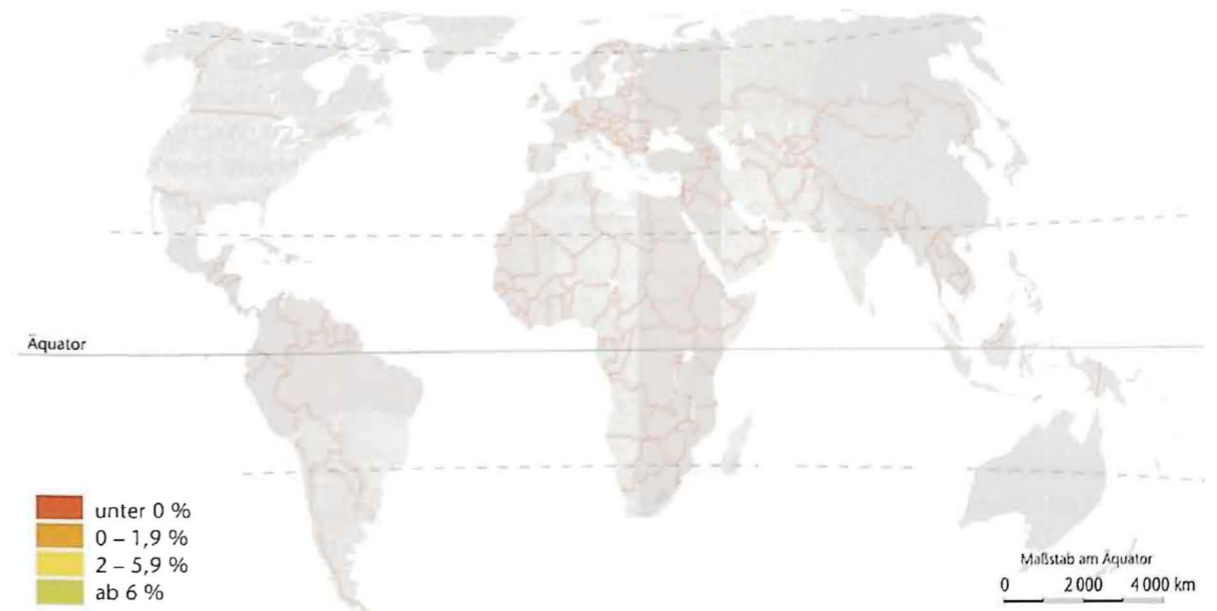 Äquator
unter 0 %
0 – 1,9 %
2 – 5,9 %
ab 6 %
Maßstab am Äquator
0 2 000 4 000 km